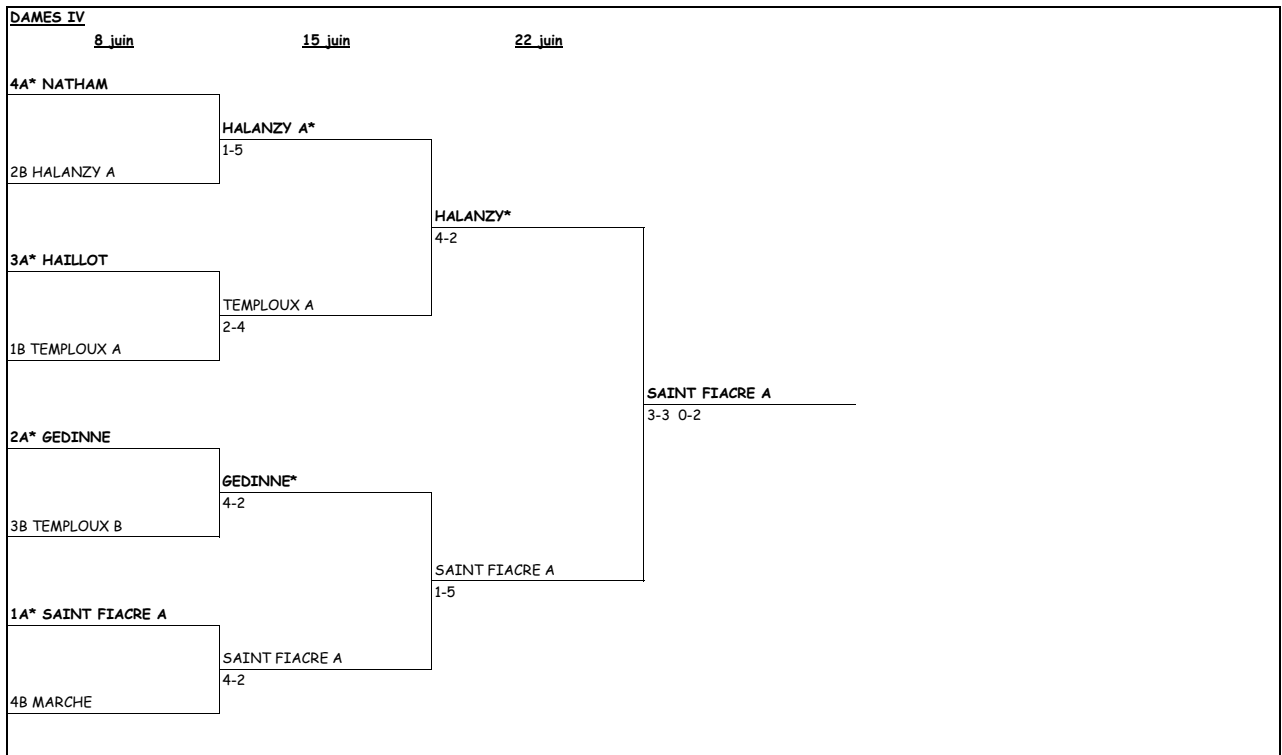 DAMES IV
8 juin 15 juin 22 juin
4A* NATHAM
HALANZY A*
1-5
2B HALANZY A
HALANZY*
4-2
3A* HAILLOT
TEMPLOUX A
2-4
1B TEMPLOUX A
SAINT FIACRE A
3-3 0-2
2A* GEDINNE
GEDINNE*
4-2
3B TEMPLOUX B
SAINT FIACRE A
1-5
1A* SAINT FIACRE A
SAINT FIACRE A
4-2
4B MARCHE